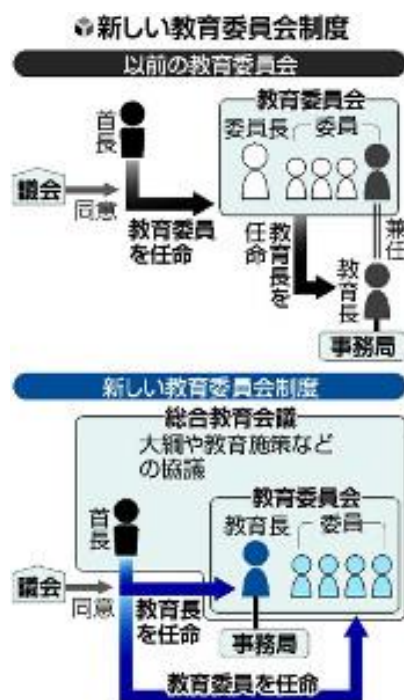 新しい教育委員会制度
以前の教育委員会
教育委員会
首長
委員長
委員
議会
同意
教育委員
を任命
教育長を
任命
兼任
教育長
事務局
新しい教育委員会制度
総合教育会議
大綱や教育施策など
の協議
教育委員会
首長
教育長
委員
議会
同意
教育長
を任命
事務局
教育委員を任命